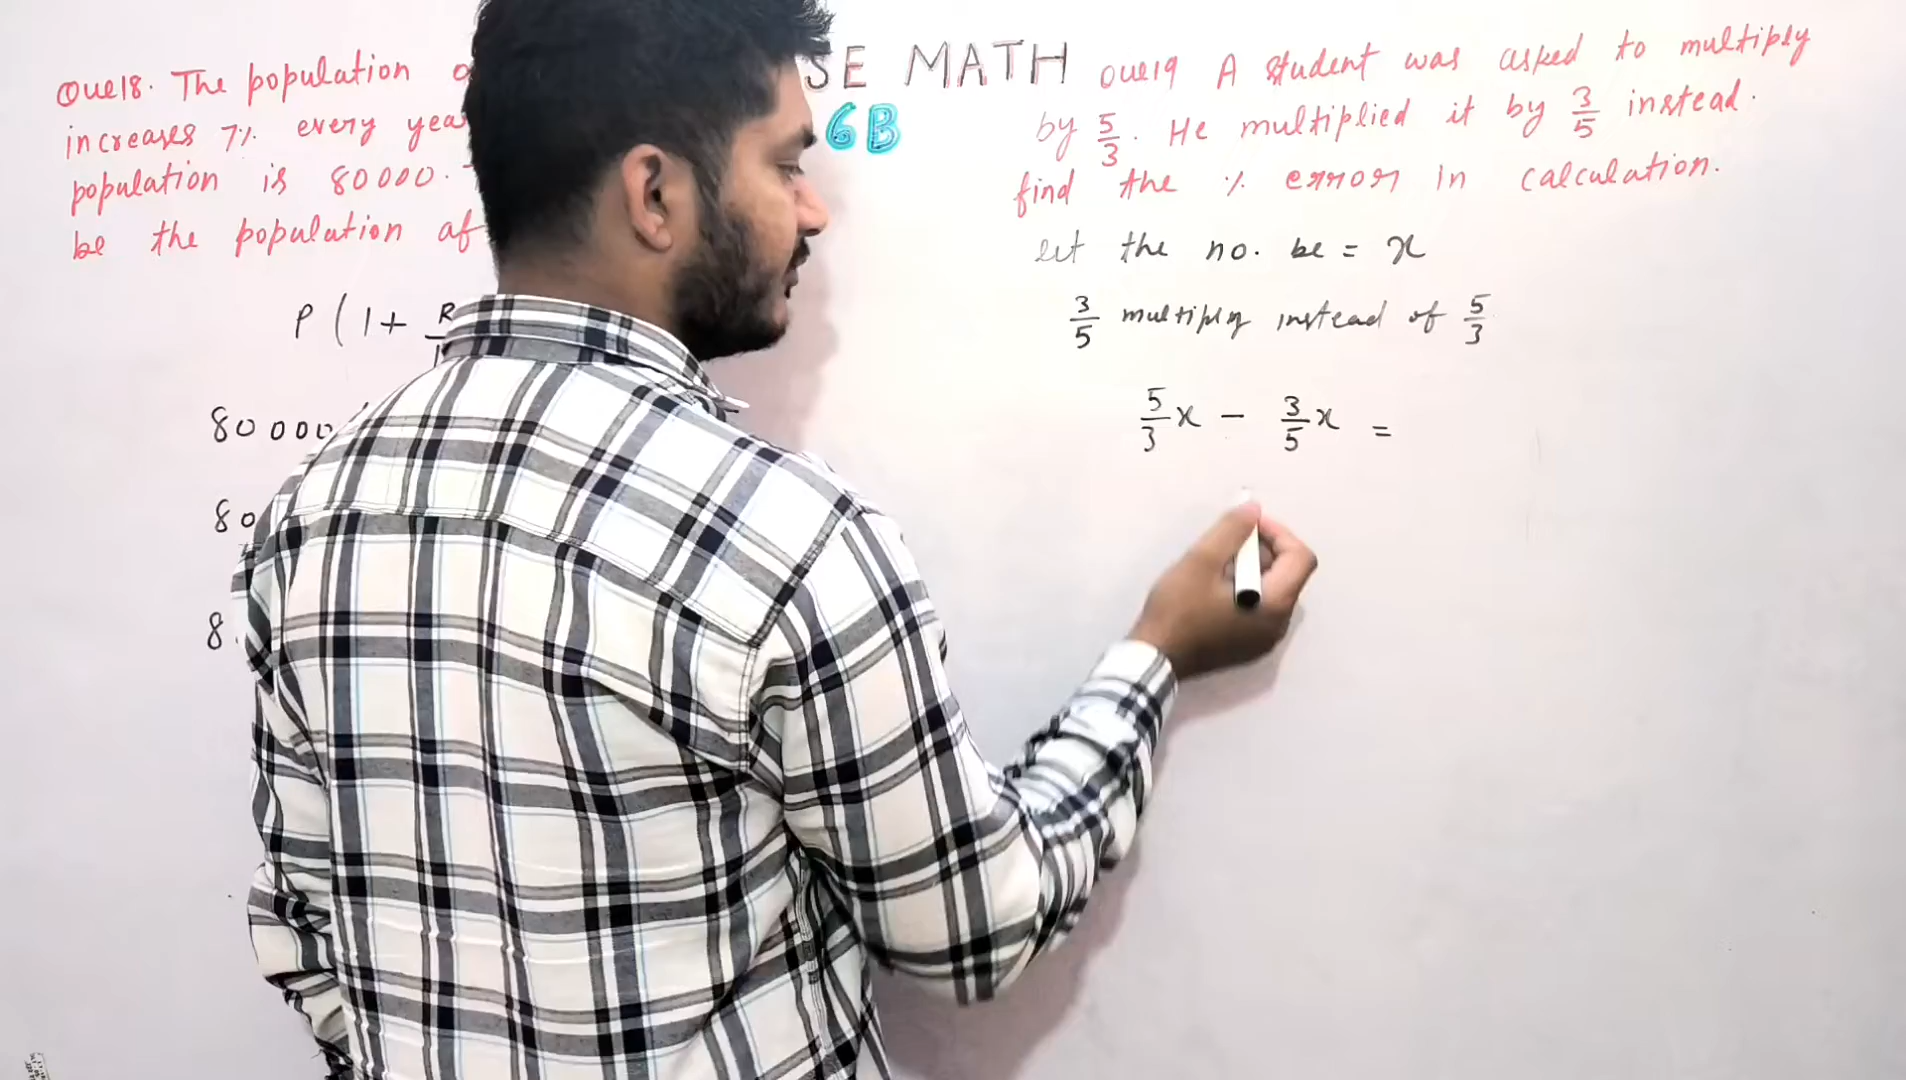 SE MATH
6B
Que18. The population
increases 7% every
population is 80000.
be the population
P ( 1 +
80000
80
8
Que19 A student was asked to multiply
by 5/3. He multiplied it by 3/5 instead.
find the % error in calculation.
let the no. be = x
3/5 multiply instead of 5/3
5/3 x - 3/5 x =